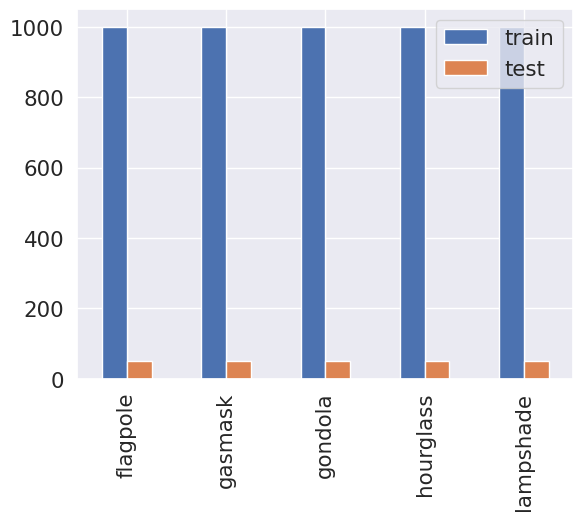 1000
800
600
400
200
0
train
test
flagpole
gasmask
gondola
hourglass
lampshade